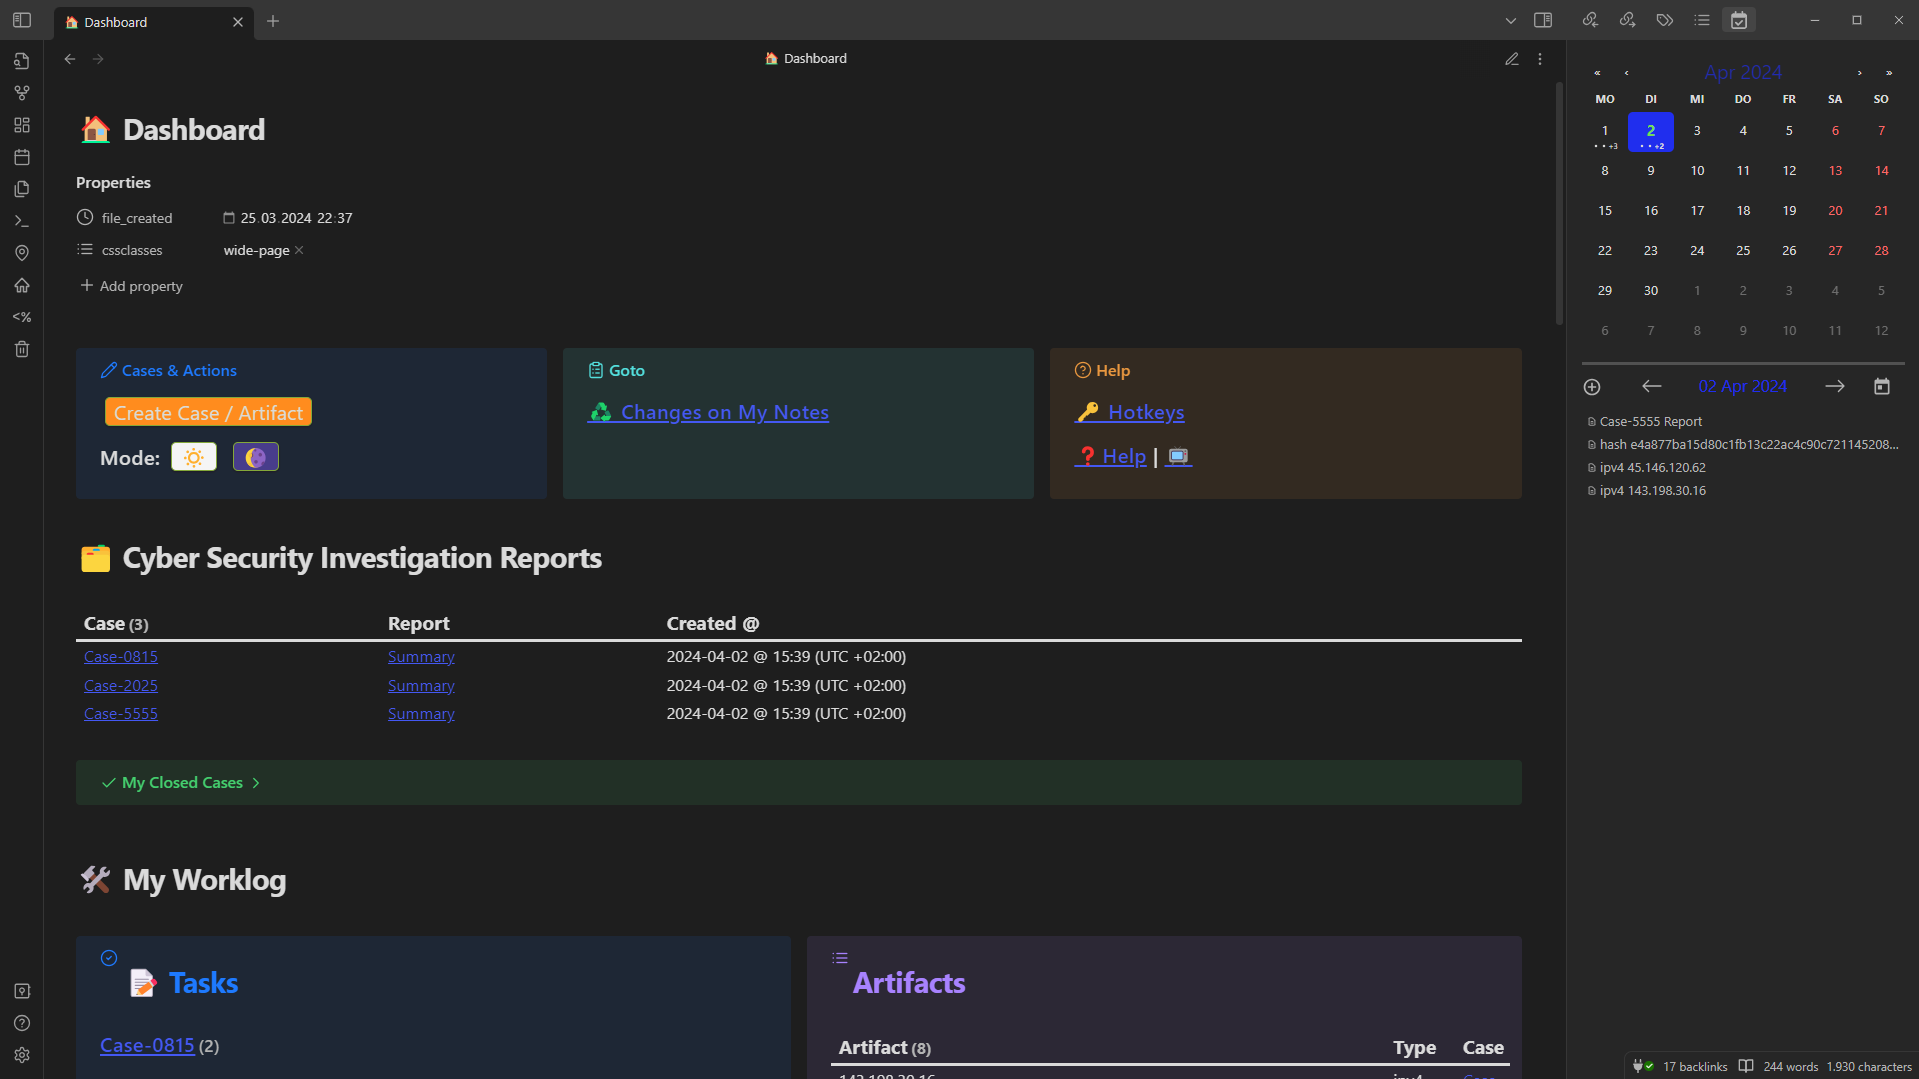 Dashboard
Dashboard
Dashboard
Properties
file_created 25.03.2024 22:37
cssclasses wide-page
Add property
Cases & Actions
Create Case / Artifact
Mode:
Goto
Changes on My Notes
Help
Hotkeys
Help |
Cyber Security Investigation Reports
Case (3) Report Created @
Case-0815 Summary 2024-04-02 @ 15:39 (UTC +02:00)
Case-2025 Summary 2024-04-02 @ 15:39 (UTC +02:00)
Case-5555 Summary 2024-04-02 @ 15:39 (UTC +02:00)
My Closed Cases
My Worklog
Tasks
Case-0815 (2)
Artifacts
Artifact (8) Type Case
143.198.30.16 ipv4 Case
« ‹ Apr 2024 › »
MO DI MI DO FR SA SO
1 2 3 4 5 6 7
+3 +2
8 9 10 11 12 13 14
15 16 17 18 19 20 21
22 23 24 25 26 27 28
29 30 1 2 3 4 5
6 7 8 9 10 11 12
02 Apr 2024
Case-5555 Report
hash e4a877ba15d80c1fb13c22ac4c90c721145208...
ipv4 45.146.120.62
ipv4 143.198.30.16
17 backlinks 244 words 1.930 characters